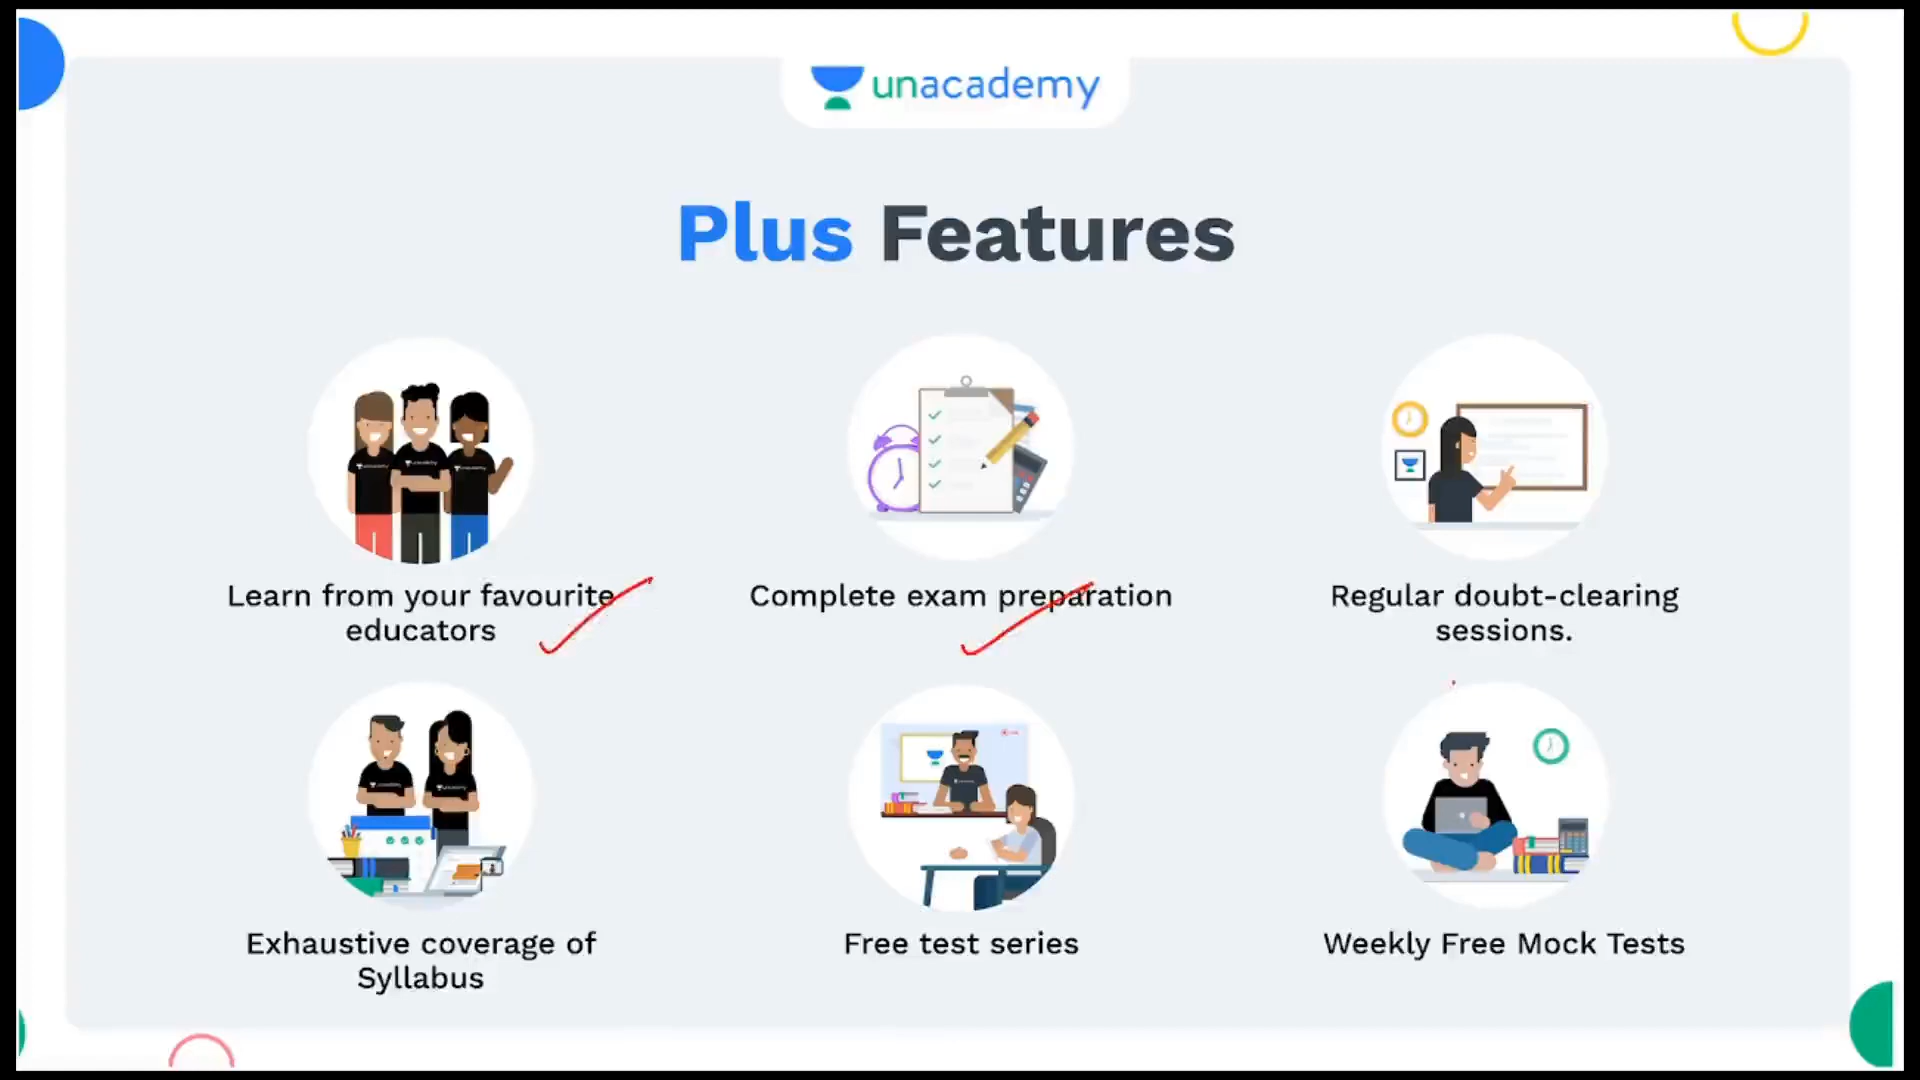 unacademy
Plus Features
Learn from your favourite
educators
Complete exam preparation
Regular doubt-clearing
sessions.
Exhaustive coverage of
Syllabus
Free test series
Weekly Free Mock Tests